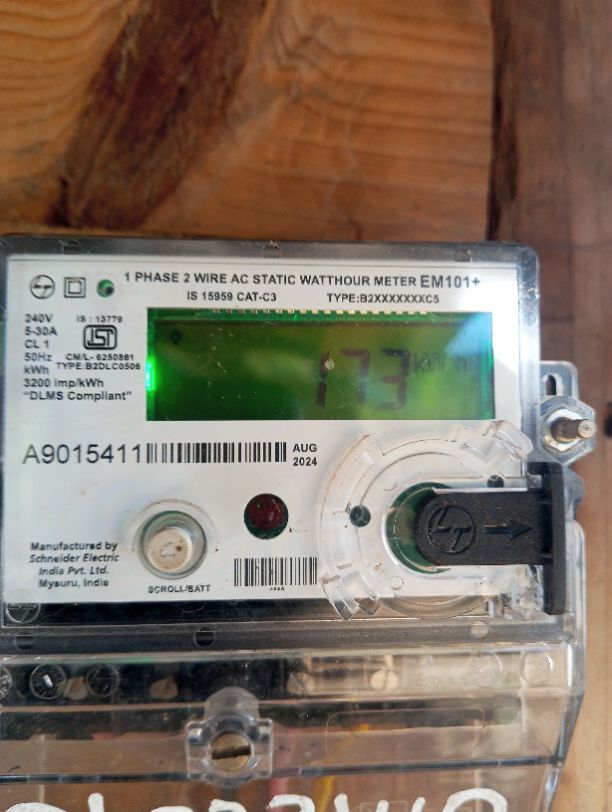 1 PHASE 2 WIRE AC STATIC WATTHOUR METER EM101+
IS 15959 CAT-C3 TYPE:B2XXXXXXXC5
240V
5-30A
CL 1
50Hz
kWh
3200 imp/kWh
"DLMS Compliant"
IS : 13779
ISI
CM/L- 6250881
TYPE:B2DLC0506
173 kWh
A9015411
AUG
2024
LT
Manufactured by
Schneider Electric
India Pvt. Ltd.
Mysuru, India
SCROLL/BATT